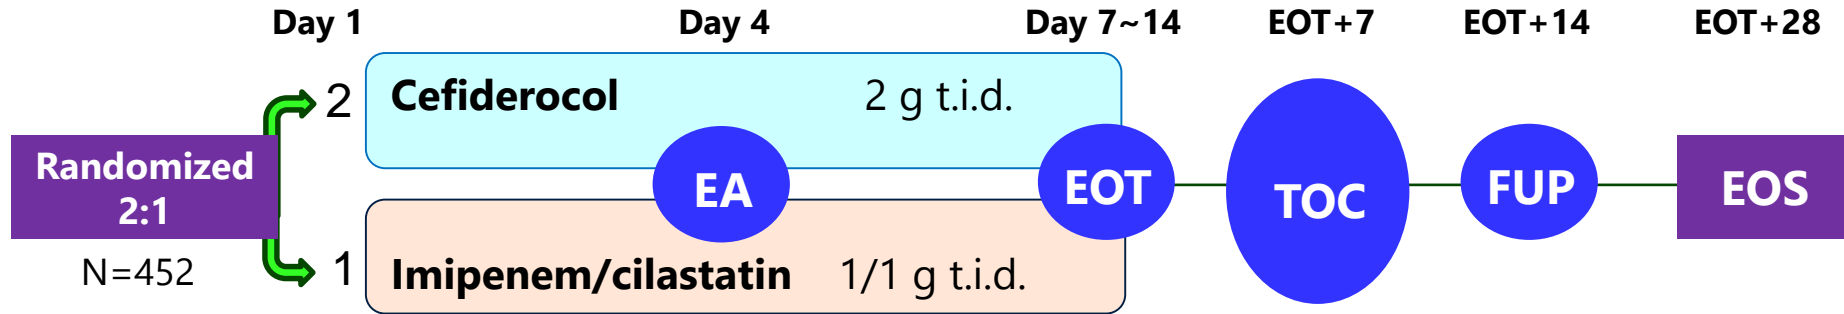 Day 1 Day 4 Day 7~14 EOT+7 EOT+14 EOT+28
2 Cefiderocol 2 g t.i.d.
Randomized
2:1
EA EOT TOC FUP EOS
N=452
1 Imipenem/cilastatin 1/1 g t.i.d.